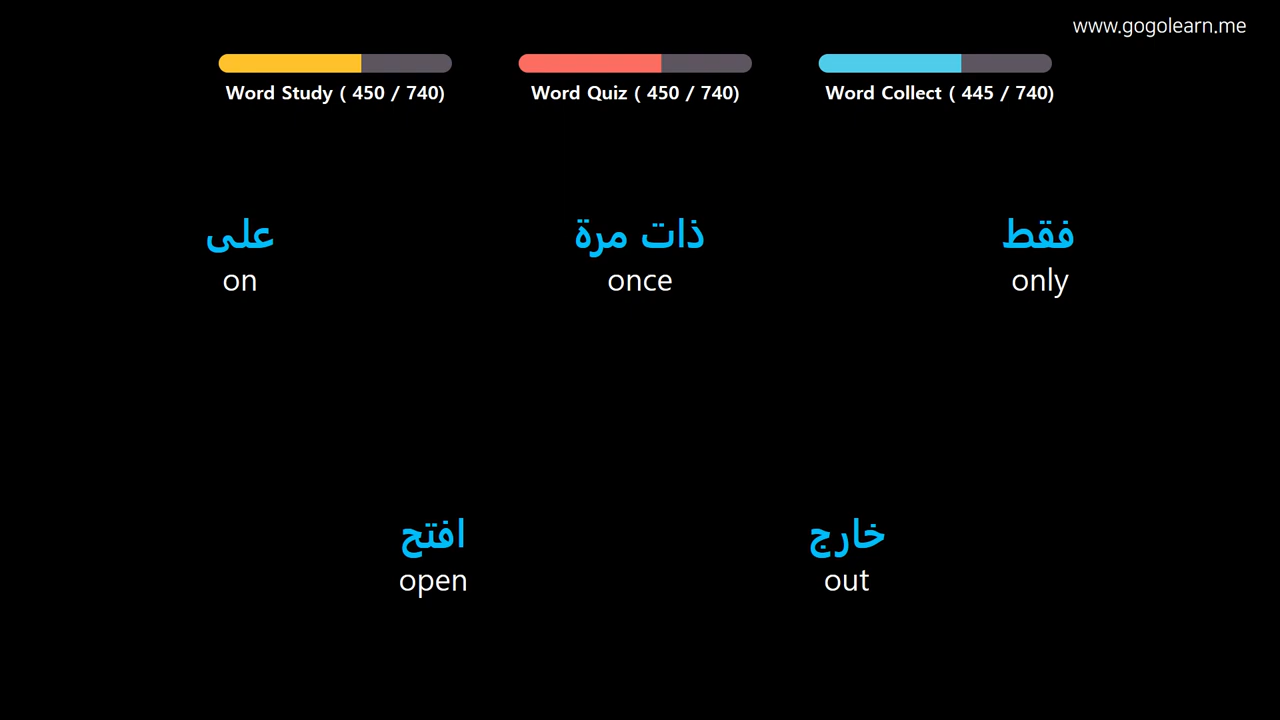 www.gogolearn.me
Word Study ( 450 / 740)
Word Quiz ( 450 / 740)
Word Collect ( 445 / 740)
على
on
ذات مرة
once
فقط
only
افتح
open
خارج
out